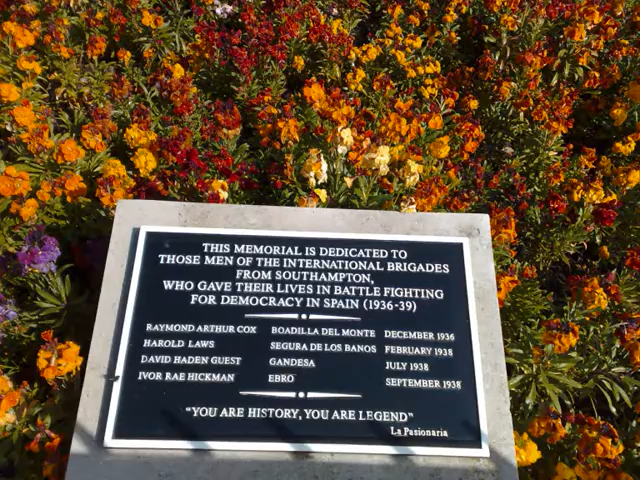 THIS MEMORIAL IS DEDICATED TO
THOSE MEN OF THE INTERNATIONAL BRIGADES
FROM SOUTHAMPTON,
WHO GAVE THEIR LIVES IN BATTLE FIGHTING
FOR DEMOCRACY IN SPAIN (1936-39)
RAYMOND ARTHUR COX BOADILLA DEL MONTE DECEMBER 1936
HAROLD LAWS SEGURA DE LOS BANOS FEBRUARY 1938
DAVID HADEN GUEST GANDESA JULY 1938
IVOR RAE HICKMAN EBRO SEPTEMBER 1938
"YOU ARE HISTORY, YOU ARE LEGEND"
La Pasionaria